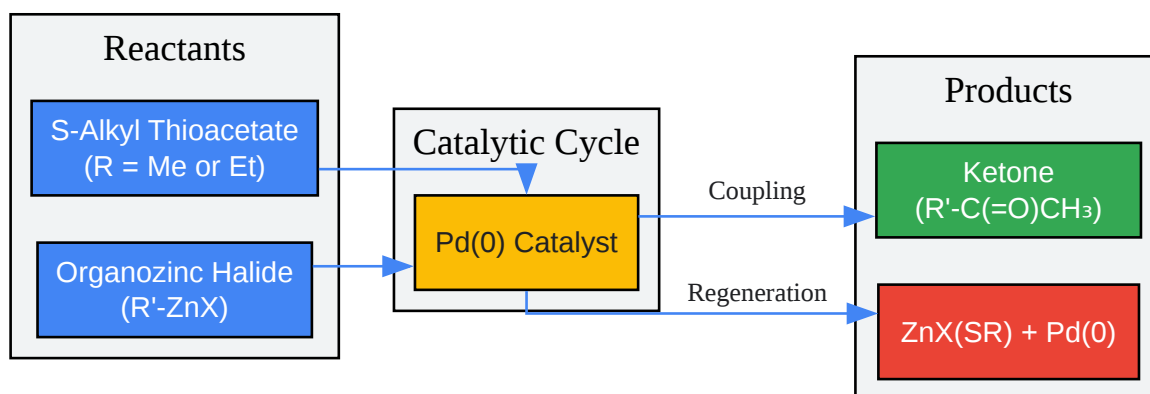 Reactants
S-Alkyl Thioacetate
(R = Me or Et)
Organozinc Halide
(R'-ZnX)
Catalytic Cycle
Pd(0) Catalyst
Coupling
Regeneration
Products
Ketone
(R'-C(=O)CH₃)
ZnX(SR) + Pd(0)